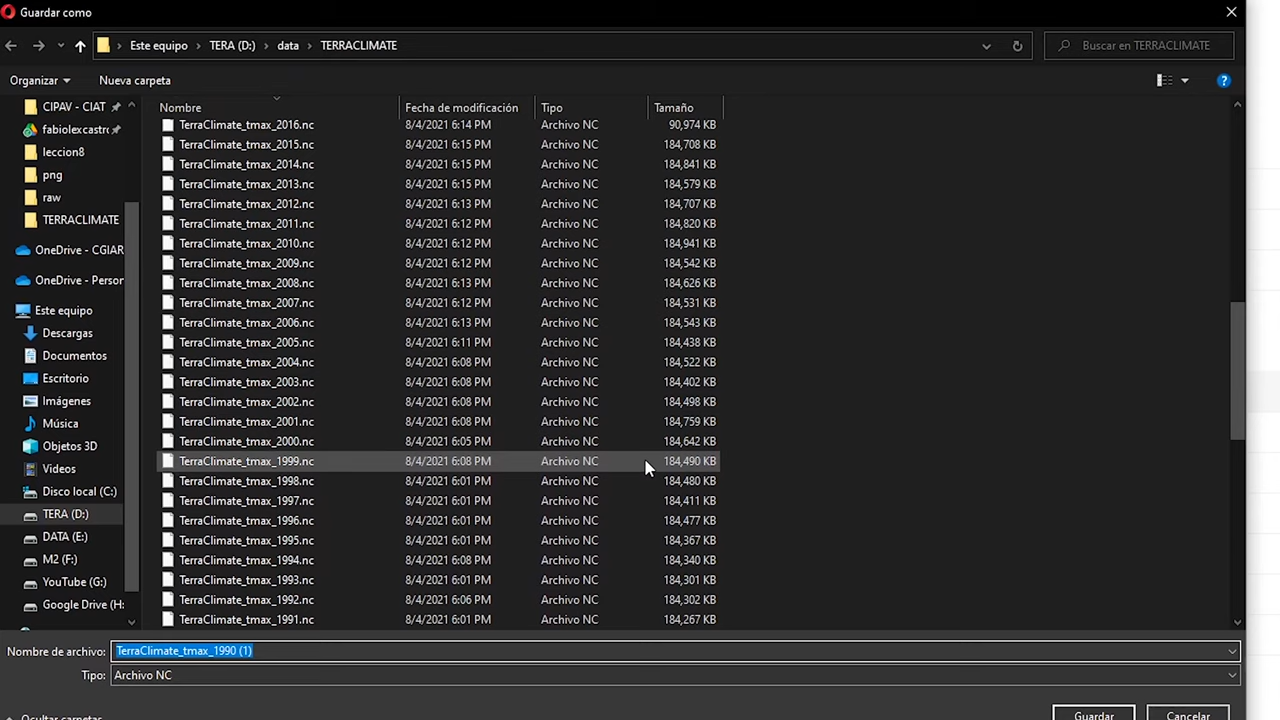 Guardar como
Este equipo > TERA (D:) > data > TERRACLIMATE
Buscar en TERRACLIMATE
Organizar
Nueva carpeta
CIPAV - CIAT
fabiolexcastro
leccion8
png
raw
TERRACLIMATE
OneDrive - CGIAR
OneDrive - Person
Este equipo
Descargas
Documentos
Escritorio
Imágenes
Música
Objetos 3D
Videos
Disco local (C:)
TERA (D:)
DATA (E:)
M2 (F:)
YouTube (G:)
Google Drive (H:
Nombre Fecha de modificación Tipo Tamaño
TerraClimate_tmax_2016.nc 8/4/2021 6:14 PM Archivo NC 90,974 KB
TerraClimate_tmax_2015.nc 8/4/2021 6:15 PM Archivo NC 184,708 KB
TerraClimate_tmax_2014.nc 8/4/2021 6:15 PM Archivo NC 184,841 KB
TerraClimate_tmax_2013.nc 8/4/2021 6:15 PM Archivo NC 184,579 KB
TerraClimate_tmax_2012.nc 8/4/2021 6:13 PM Archivo NC 184,707 KB
TerraClimate_tmax_2011.nc 8/4/2021 6:12 PM Archivo NC 184,820 KB
TerraClimate_tmax_2010.nc 8/4/2021 6:12 PM Archivo NC 184,941 KB
TerraClimate_tmax_2009.nc 8/4/2021 6:12 PM Archivo NC 184,542 KB
TerraClimate_tmax_2008.nc 8/4/2021 6:13 PM Archivo NC 184,626 KB
TerraClimate_tmax_2007.nc 8/4/2021 6:12 PM Archivo NC 184,531 KB
TerraClimate_tmax_2006.nc 8/4/2021 6:13 PM Archivo NC 184,543 KB
TerraClimate_tmax_2005.nc 8/4/2021 6:11 PM Archivo NC 184,438 KB
TerraClimate_tmax_2004.nc 8/4/2021 6:08 PM Archivo NC 184,522 KB
TerraClimate_tmax_2003.nc 8/4/2021 6:08 PM Archivo NC 184,402 KB
TerraClimate_tmax_2002.nc 8/4/2021 6:08 PM Archivo NC 184,498 KB
TerraClimate_tmax_2001.nc 8/4/2021 6:08 PM Archivo NC 184,759 KB
TerraClimate_tmax_2000.nc 8/4/2021 6:05 PM Archivo NC 184,642 KB
TerraClimate_tmax_1999.nc 8/4/2021 6:08 PM Archivo NC 184,490 KB
TerraClimate_tmax_1998.nc 8/4/2021 6:01 PM Archivo NC 184,480 KB
TerraClimate_tmax_1997.nc 8/4/2021 6:01 PM Archivo NC 184,411 KB
TerraClimate_tmax_1996.nc 8/4/2021 6:01 PM Archivo NC 184,477 KB
TerraClimate_tmax_1995.nc 8/4/2021 6:01 PM Archivo NC 184,367 KB
TerraClimate_tmax_1994.nc 8/4/2021 6:08 PM Archivo NC 184,340 KB
TerraClimate_tmax_1993.nc 8/4/2021 6:01 PM Archivo NC 184,301 KB
TerraClimate_tmax_1992.nc 8/4/2021 6:06 PM Archivo NC 184,302 KB
TerraClimate_tmax_1991.nc 8/4/2021 6:01 PM Archivo NC 184,267 KB
Nombre de archivo: TerraClimate_tmax_1990 (1)
Tipo: Archivo NC
Ocultar carpetas
Guardar
Cancelar